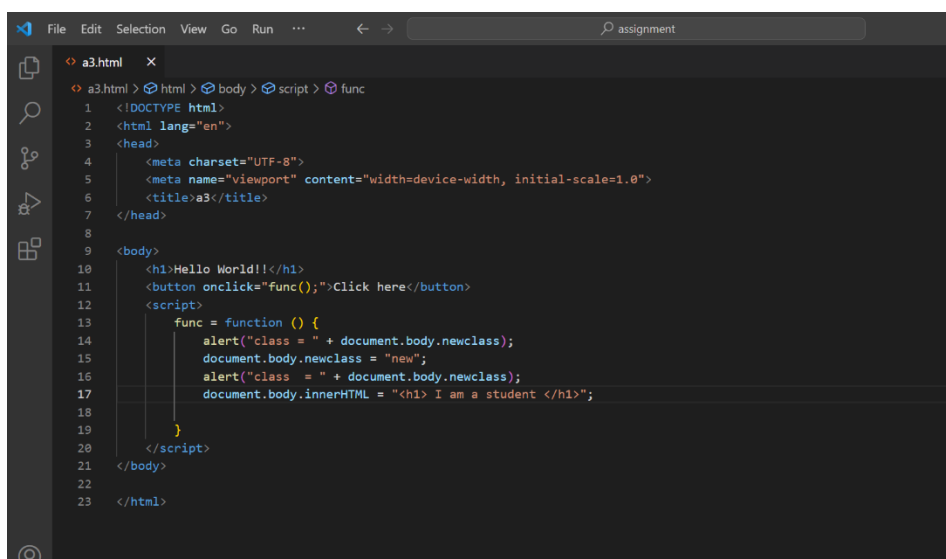 File Edit Selection View Go Run ··· ← → assignment
<> a3.html ×
<> a3.html > html > body > script > func
1 <!DOCTYPE html>
2 <html lang="en">
3 <head>
4     <meta charset="UTF-8">
5     <meta name="viewport" content="width=device-width, initial-scale=1.0">
6     <title>a3</title>
7 </head>
8
9 <body>
10     <h1>Hello World!!</h1>
11     <button onclick="func();">Click here</button>
12     <script>
13         func = function () {
14             alert("class = " + document.body.newclass);
15             document.body.newclass = "new";
16             alert("class  = " + document.body.newclass);
17             document.body.innerHTML = "<h1> I am a student </h1>";
18
19         }
20     </script>
21 </body>
22
23 </html>